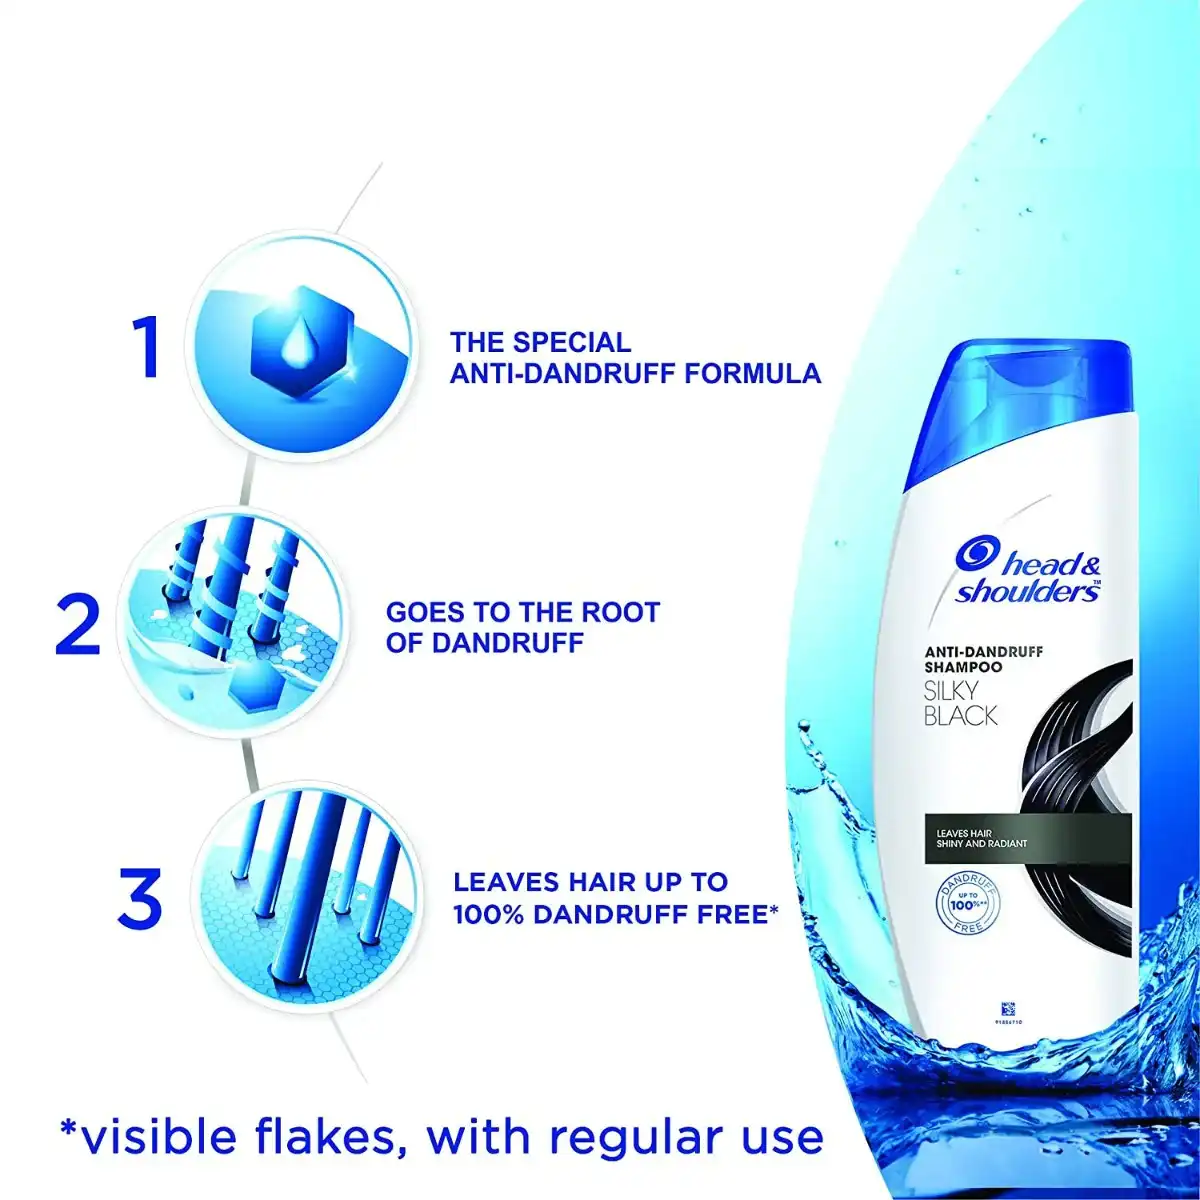 1
THE SPECIAL
ANTI-DANDRUFF FORMULA
2
GOES TO THE ROOT
OF DANDRUFF
3
LEAVES HAIR UP TO
100% DANDRUFF FREE*
*visible flakes, with regular use
head &
shoulders™
ANTI-DANDRUFF
SHAMPOO
SILKY
BLACK
LEAVES HAIR
SHINY AND RADIANT
DANDRUFF
UP TO
100%**
FREE